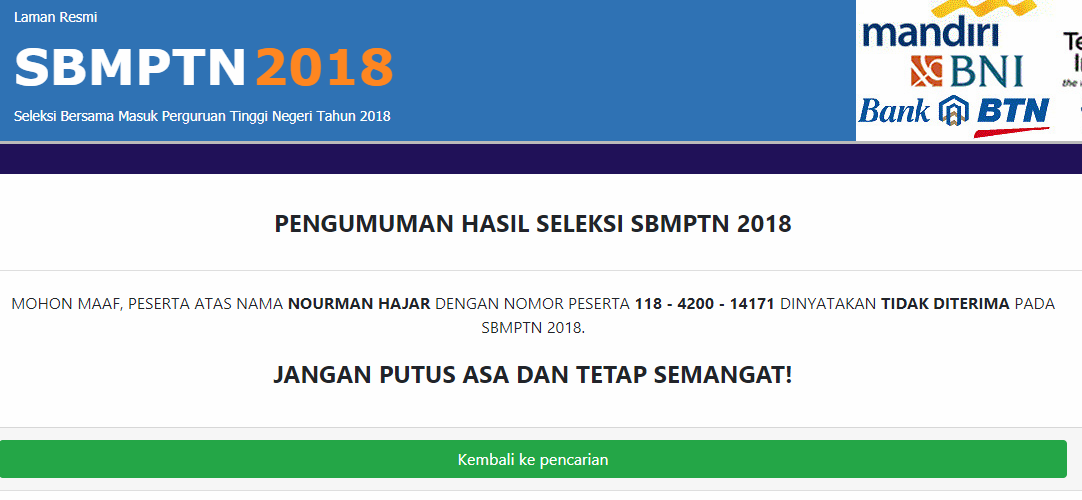 Laman Resmi
SBMPTN 2018
Seleksi Bersama Masuk Perguruan Tinggi Negeri Tahun 2018
mandiri
BNI
Bank BTN
the
PENGUMUMAN HASIL SELEKSI SBMPTN 2018
MOHON MAAF, PESERTA ATAS NAMA NOURMAN HAJAR DENGAN NOMOR PESERTA 118 - 4200 - 14171 DINYATAKAN TIDAK DITERIMA PADA
SBMPTN 2018.
JANGAN PUTUS ASA DAN TETAP SEMANGAT!
Kembali ke pencarian